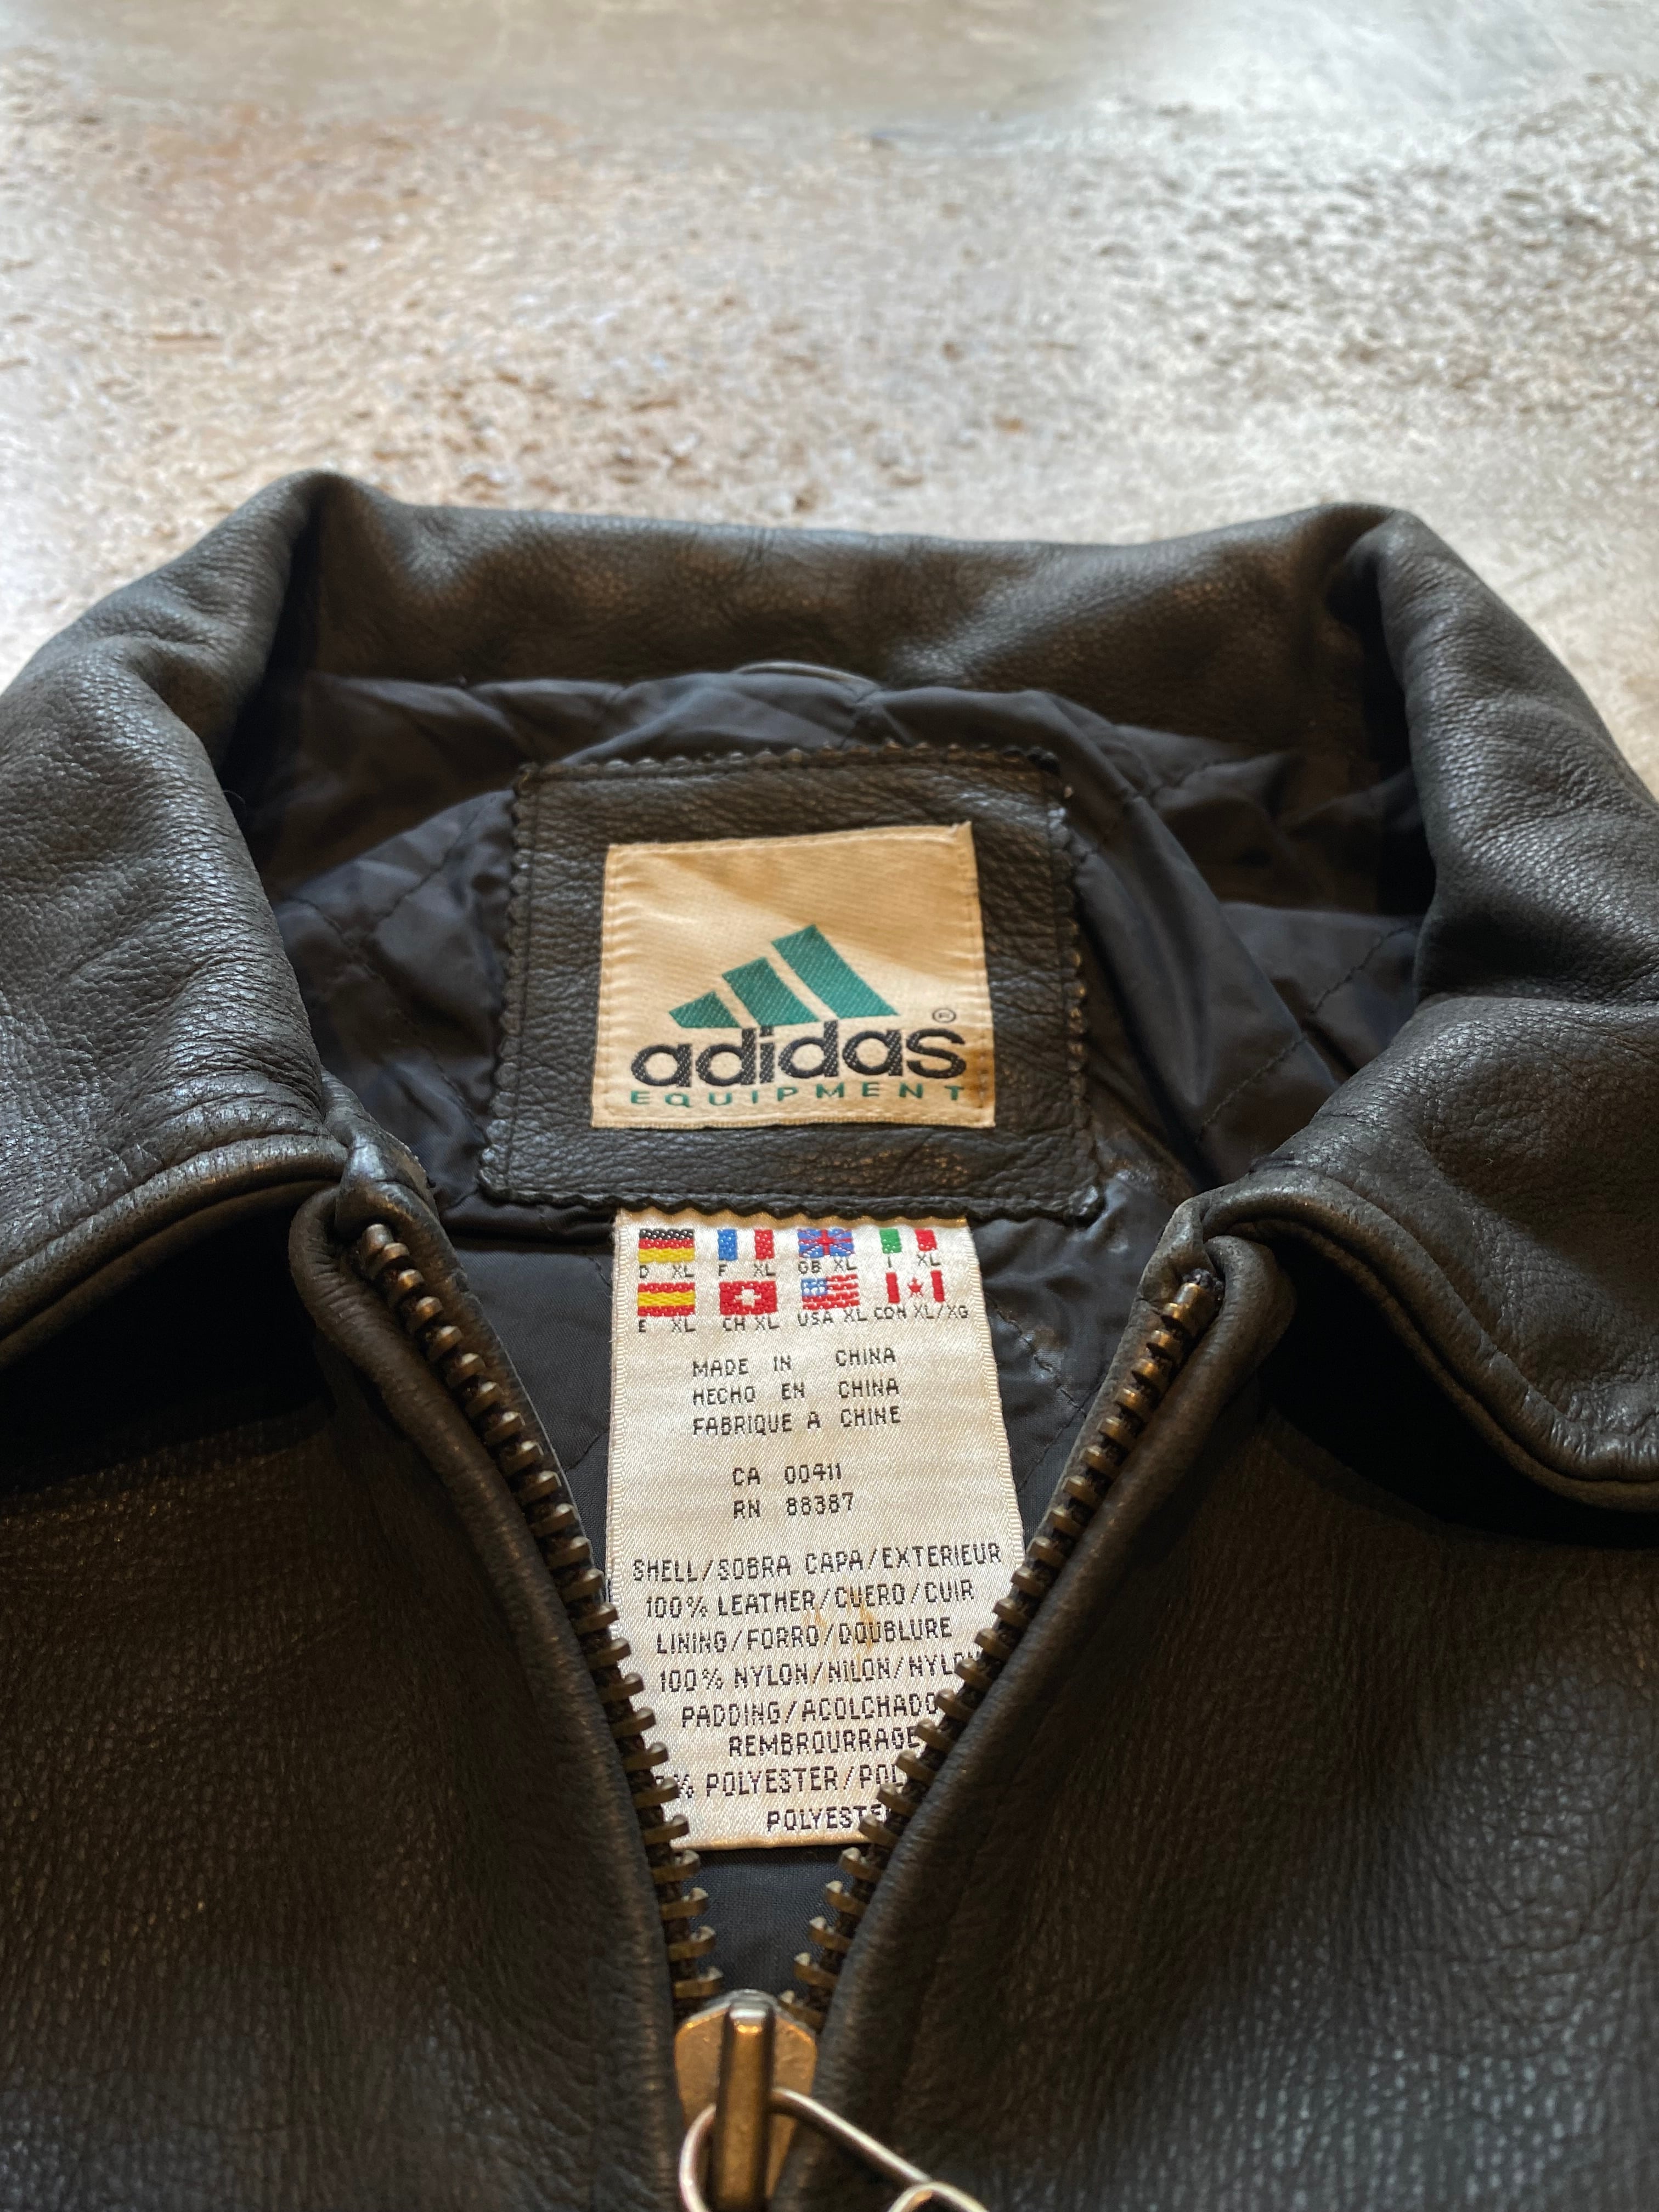 adidas®
EQUIPMENT
D XL F XL GB XL I XL
E XL CH XL USA XL CDN XL/XG
MADE IN CHINA
HECHO EN CHINA
FABRIQUE A CHINE
CA 00411
RN 88387
SHELL/SOBRA CAPA/EXTERIEUR
100% LEATHER/CUERO/CUIR
LINING/FORRO/DOUBLURE
100% NYLON/NILON/NYLON
PADDING/ACOLCHADO
REMBROURRAGE
% POLYESTER/POL
POLYESTE